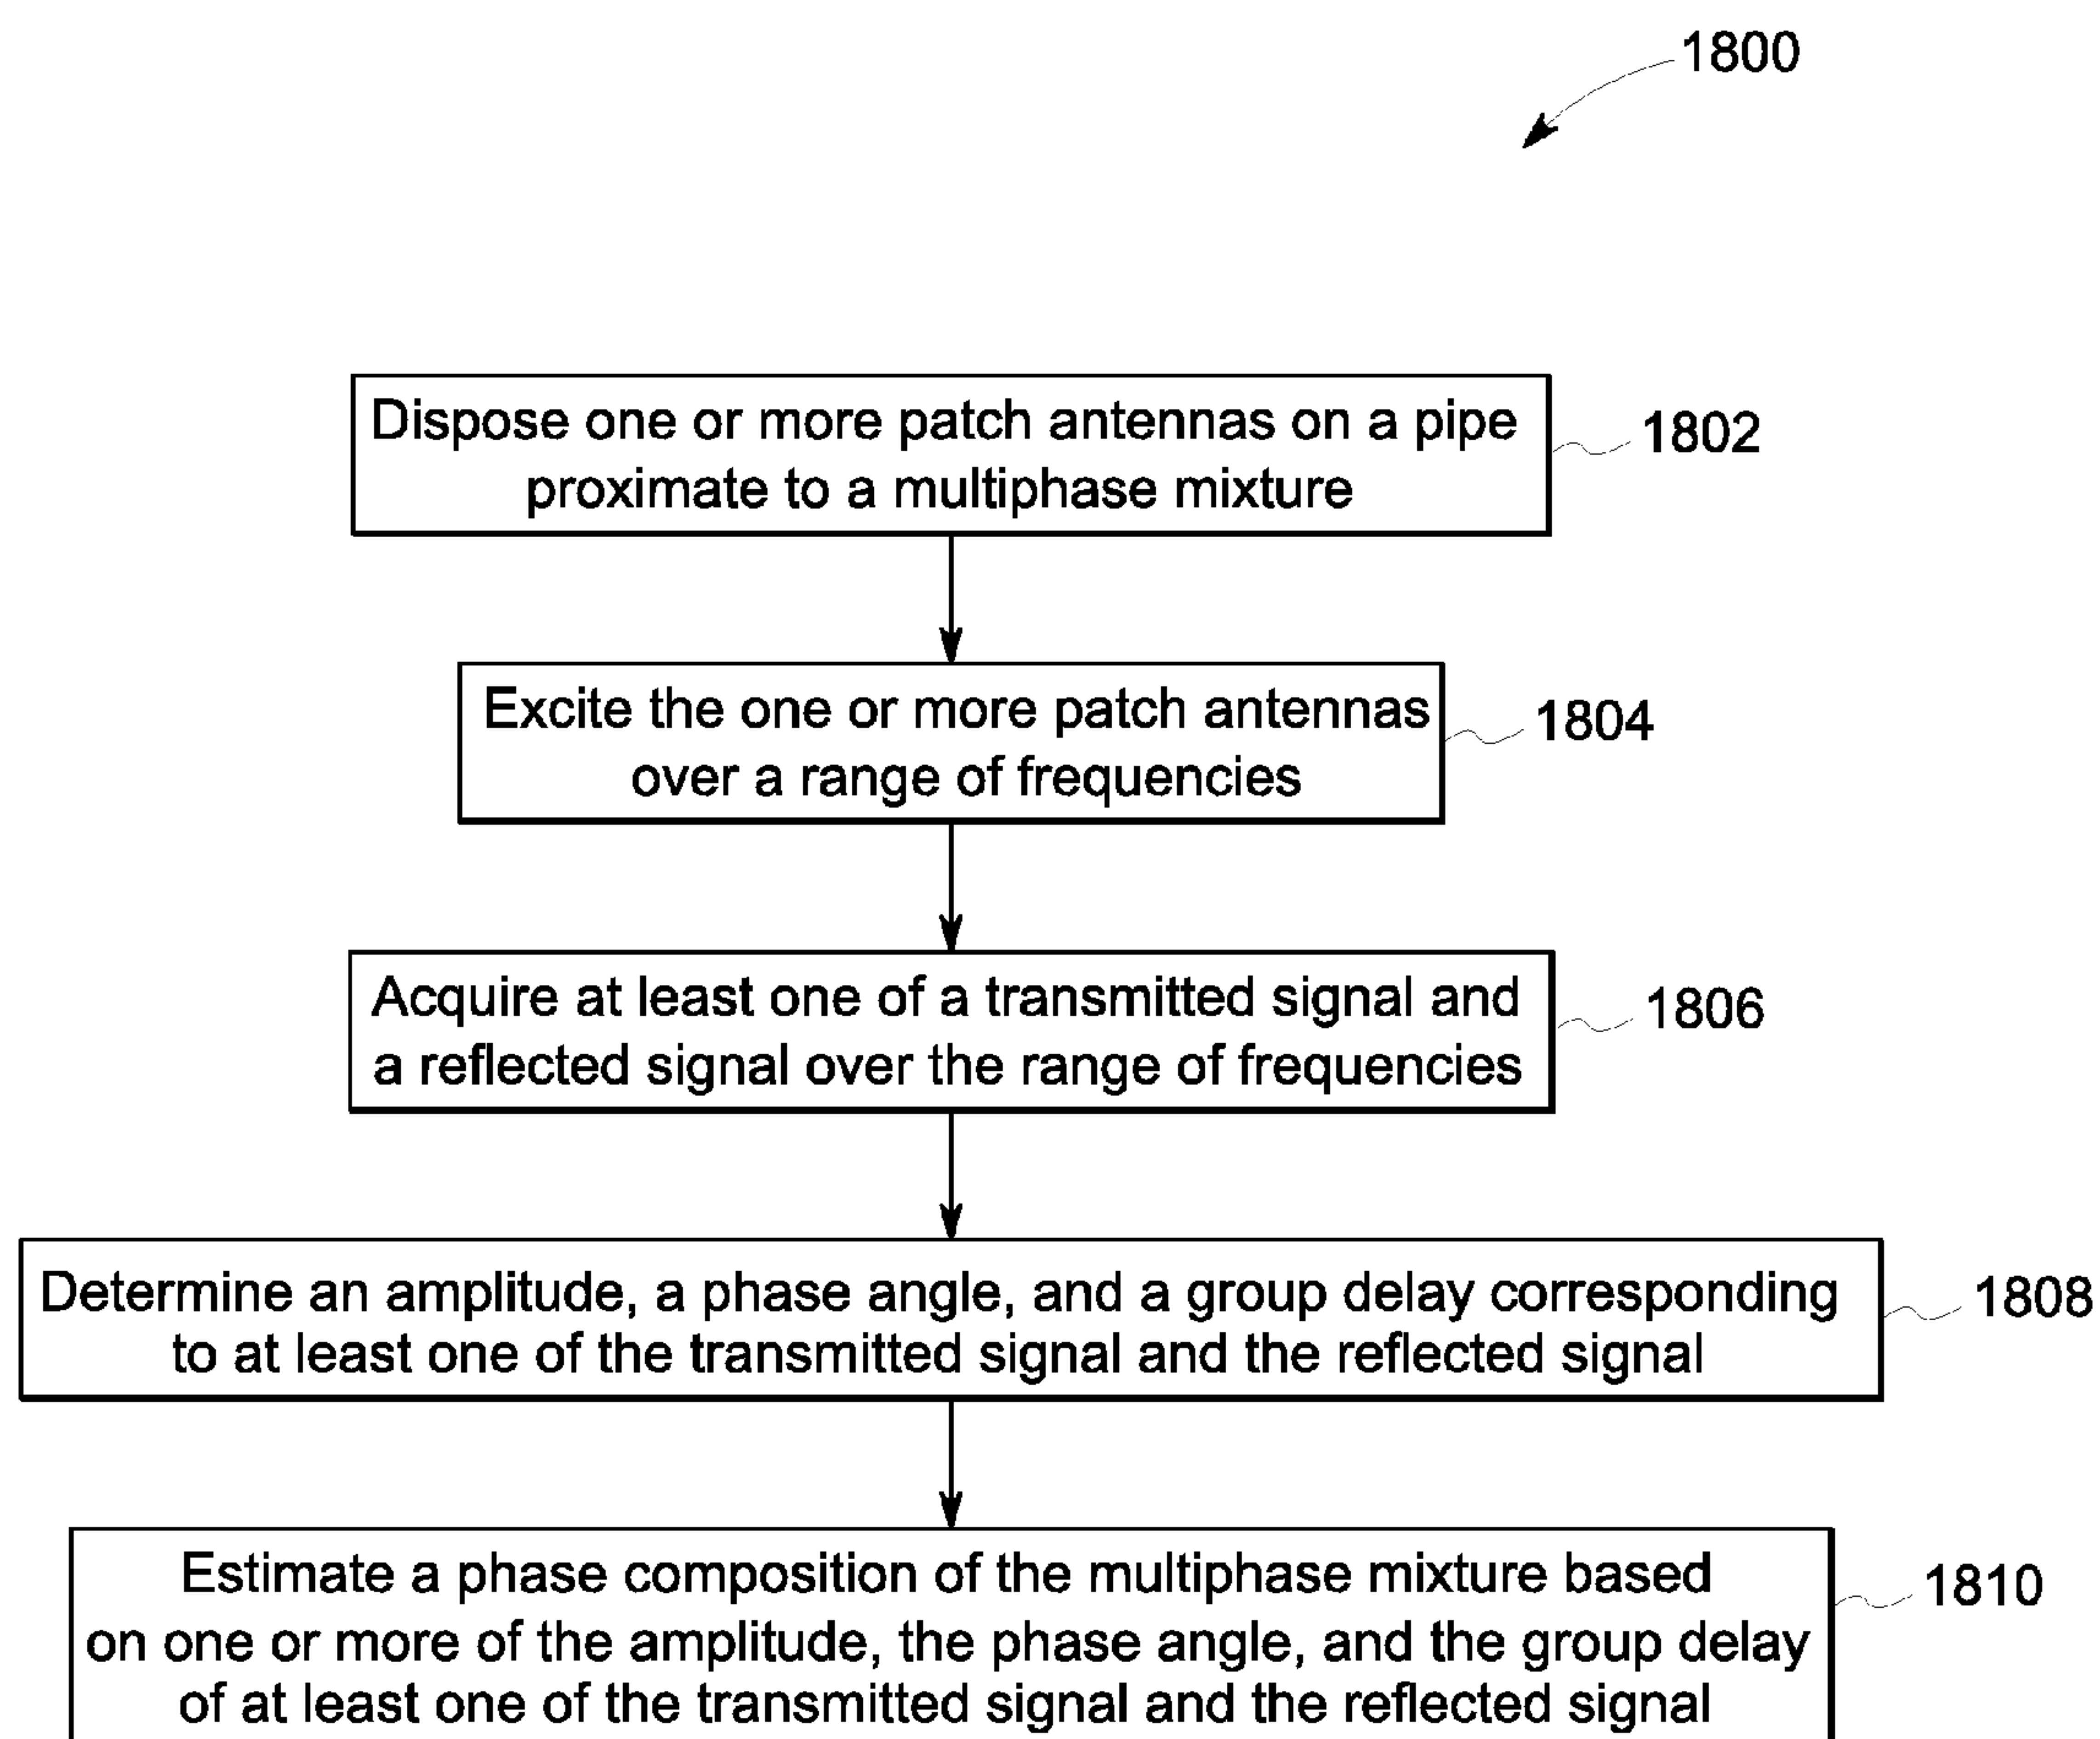 1800
Dispose one or more patch antennas on a pipe
proximate to a multiphase mixture
1802
Excite the one or more patch antennas
over a range of frequencies
1804
Acquire at least one of a transmitted signal and
a reflected signal over the range of frequencies
1806
Determine an amplitude, a phase angle, and a group delay corresponding
to at least one of the transmitted signal and the reflected signal
1808
Estimate a phase composition of the multiphase mixture based
on one or more of the amplitude, the phase angle, and the group delay
of at least one of the transmitted signal and the reflected signal
1810